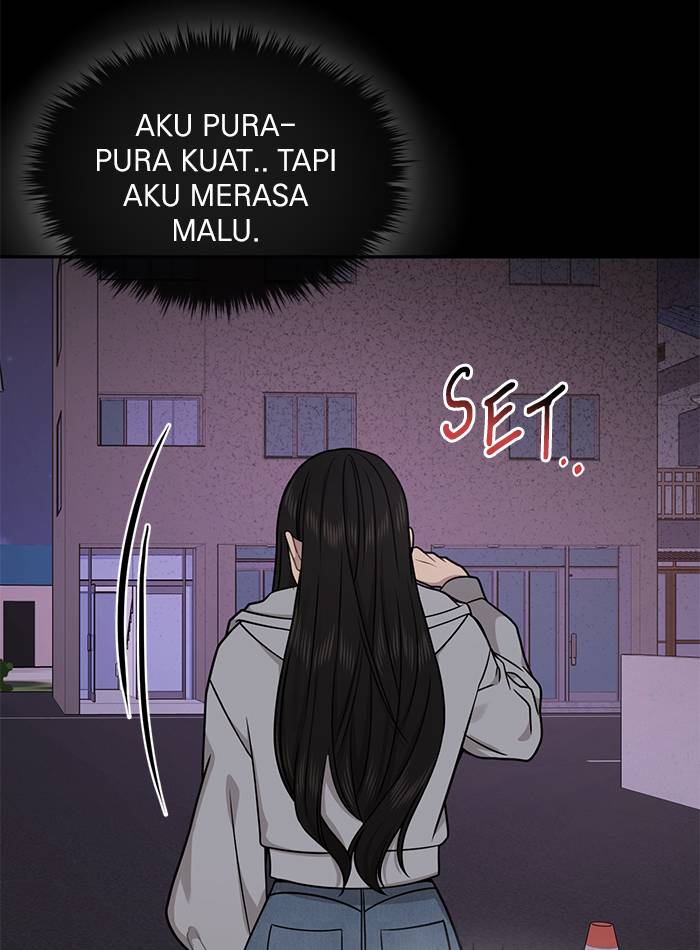 AKU PURA-
PURA KUAT.. TAPI
AKU MERASA
MALU.
SET..